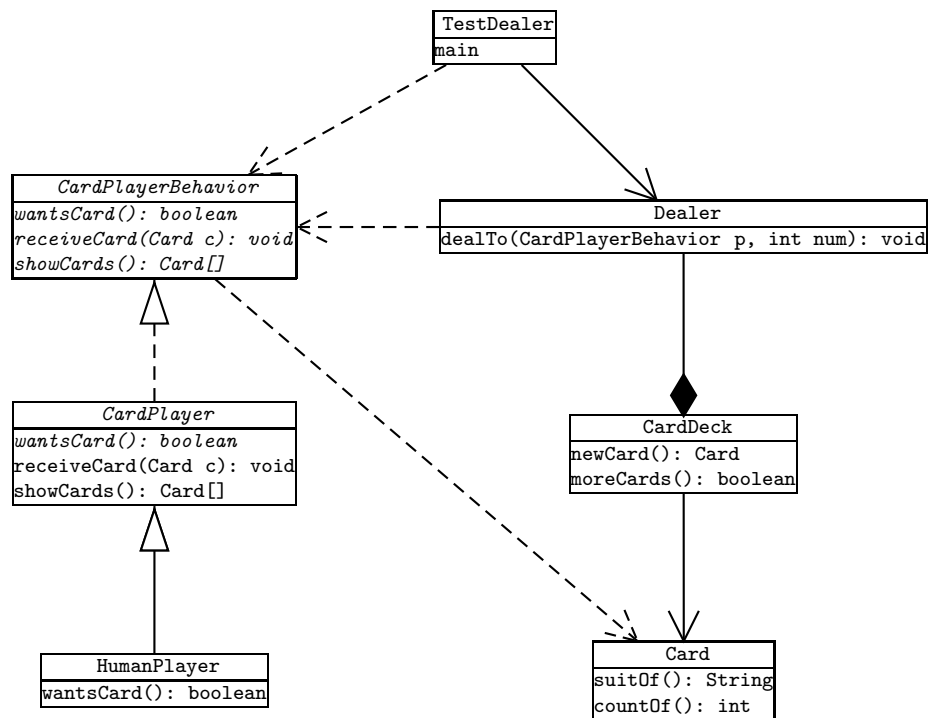 TestDealer
main
CardPlayerBehavior
wantsCard(): boolean
receiveCard(Card c): void
showCards(): Card[]
Dealer
dealTo(CardPlayerBehavior p, int num): void
CardPlayer
wantsCard(): boolean
receiveCard(Card c): void
showCards(): Card[]
CardDeck
newCard(): Card
moreCards(): boolean
HumanPlayer
wantsCard(): boolean
Card
suitOf(): String
countOf(): int